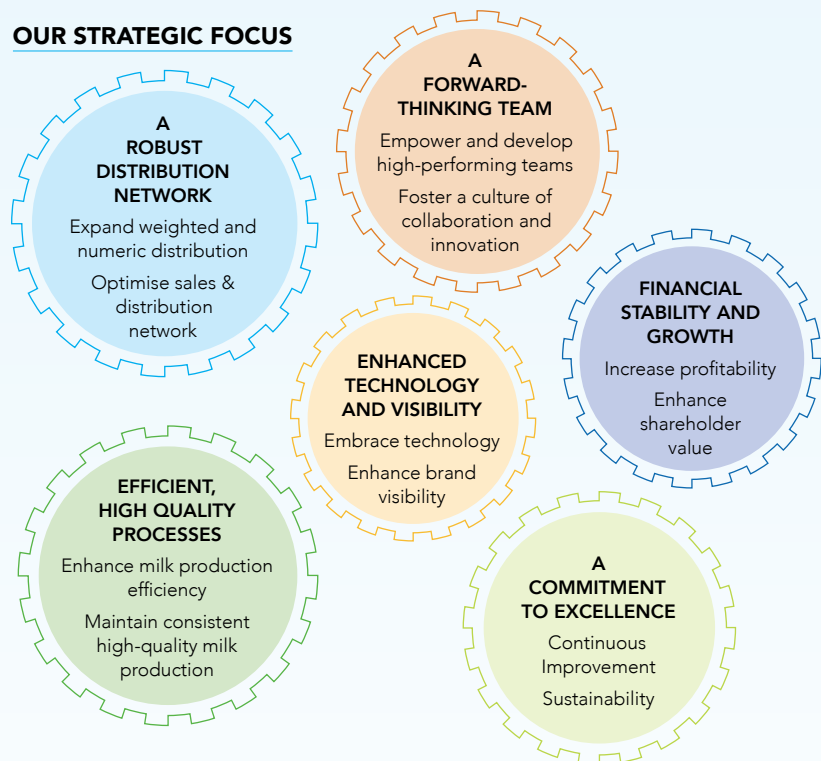 OUR STRATEGIC FOCUS
A
ROBUST
DISTRIBUTION
NETWORK
Expand weighted and
numeric distribution
Optimise sales &
distribution
network
A
FORWARD-
THINKING TEAM
Empower and develop
high-performing teams
Foster a culture of
collaboration and
innovation
FINANCIAL
STABILITY AND
GROWTH
Increase profitability
Enhance
shareholder
value
ENHANCED
TECHNOLOGY
AND VISIBILITY
Embrace technology
Enhance brand
visibility
EFFICIENT,
HIGH QUALITY
PROCESSES
Enhance milk production
efficiency
Maintain consistent
high-quality milk
production
A
COMMITMENT
TO EXCELLENCE
Continuous
Improvement
Sustainability